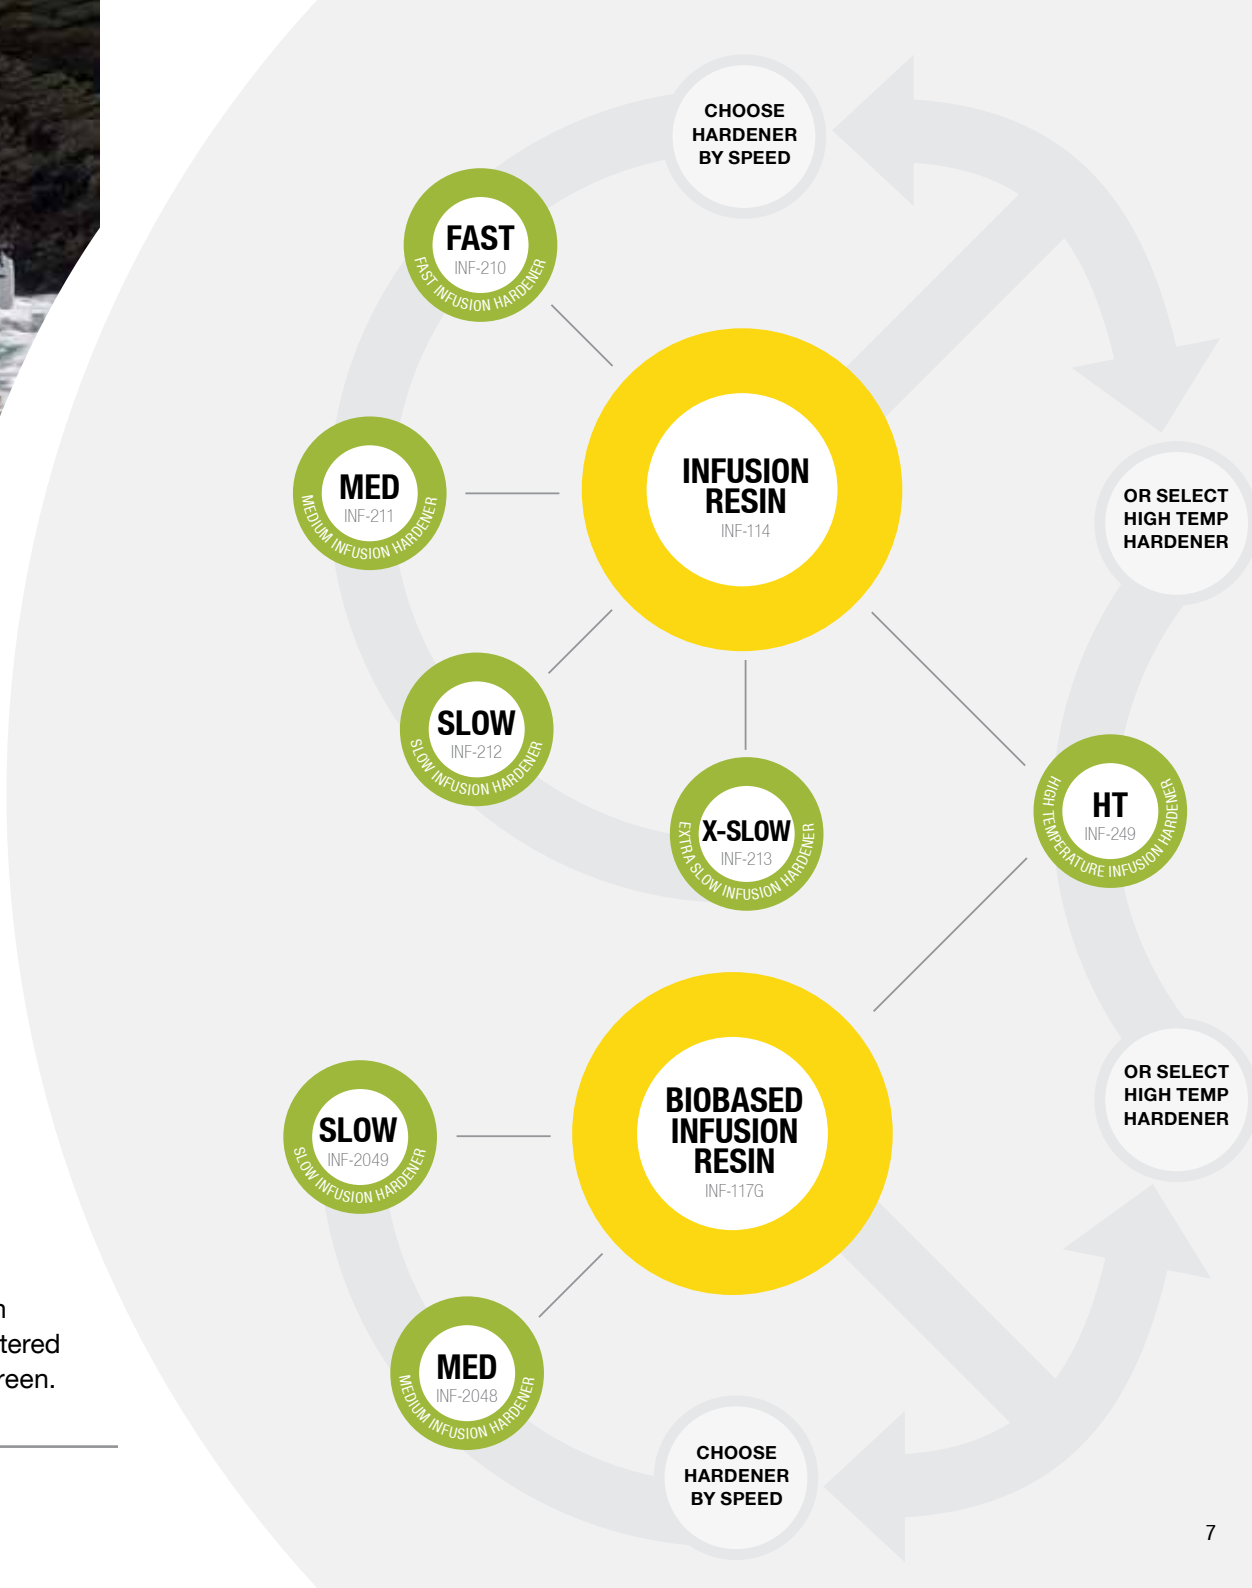 CHOOSE
HARDENER
BY SPEED
FAST
INF-210
FAST INFUSION HARDENER
INFUSION
RESIN
INF-114
MED
INF-211
MEDIUM INFUSION HARDENER
OR SELECT
HIGH TEMP
HARDENER
SLOW
INF-212
SLOW INFUSION HARDENER
X-SLOW
INF-213
EXTRA SLOW INFUSION HARDENER
HT
INF-249
HIGH TEMPERATURE INFUSION HARDENER
BIOBASED
INFUSION
RESIN
INF-117G
SLOW
INF-2049
SLOW INFUSION HARDENER
OR SELECT
HIGH TEMP
HARDENER
MED
INF-2048
MEDIUM INFUSION HARDENER
CHOOSE
HARDENER
BY SPEED
tered
reen.
7